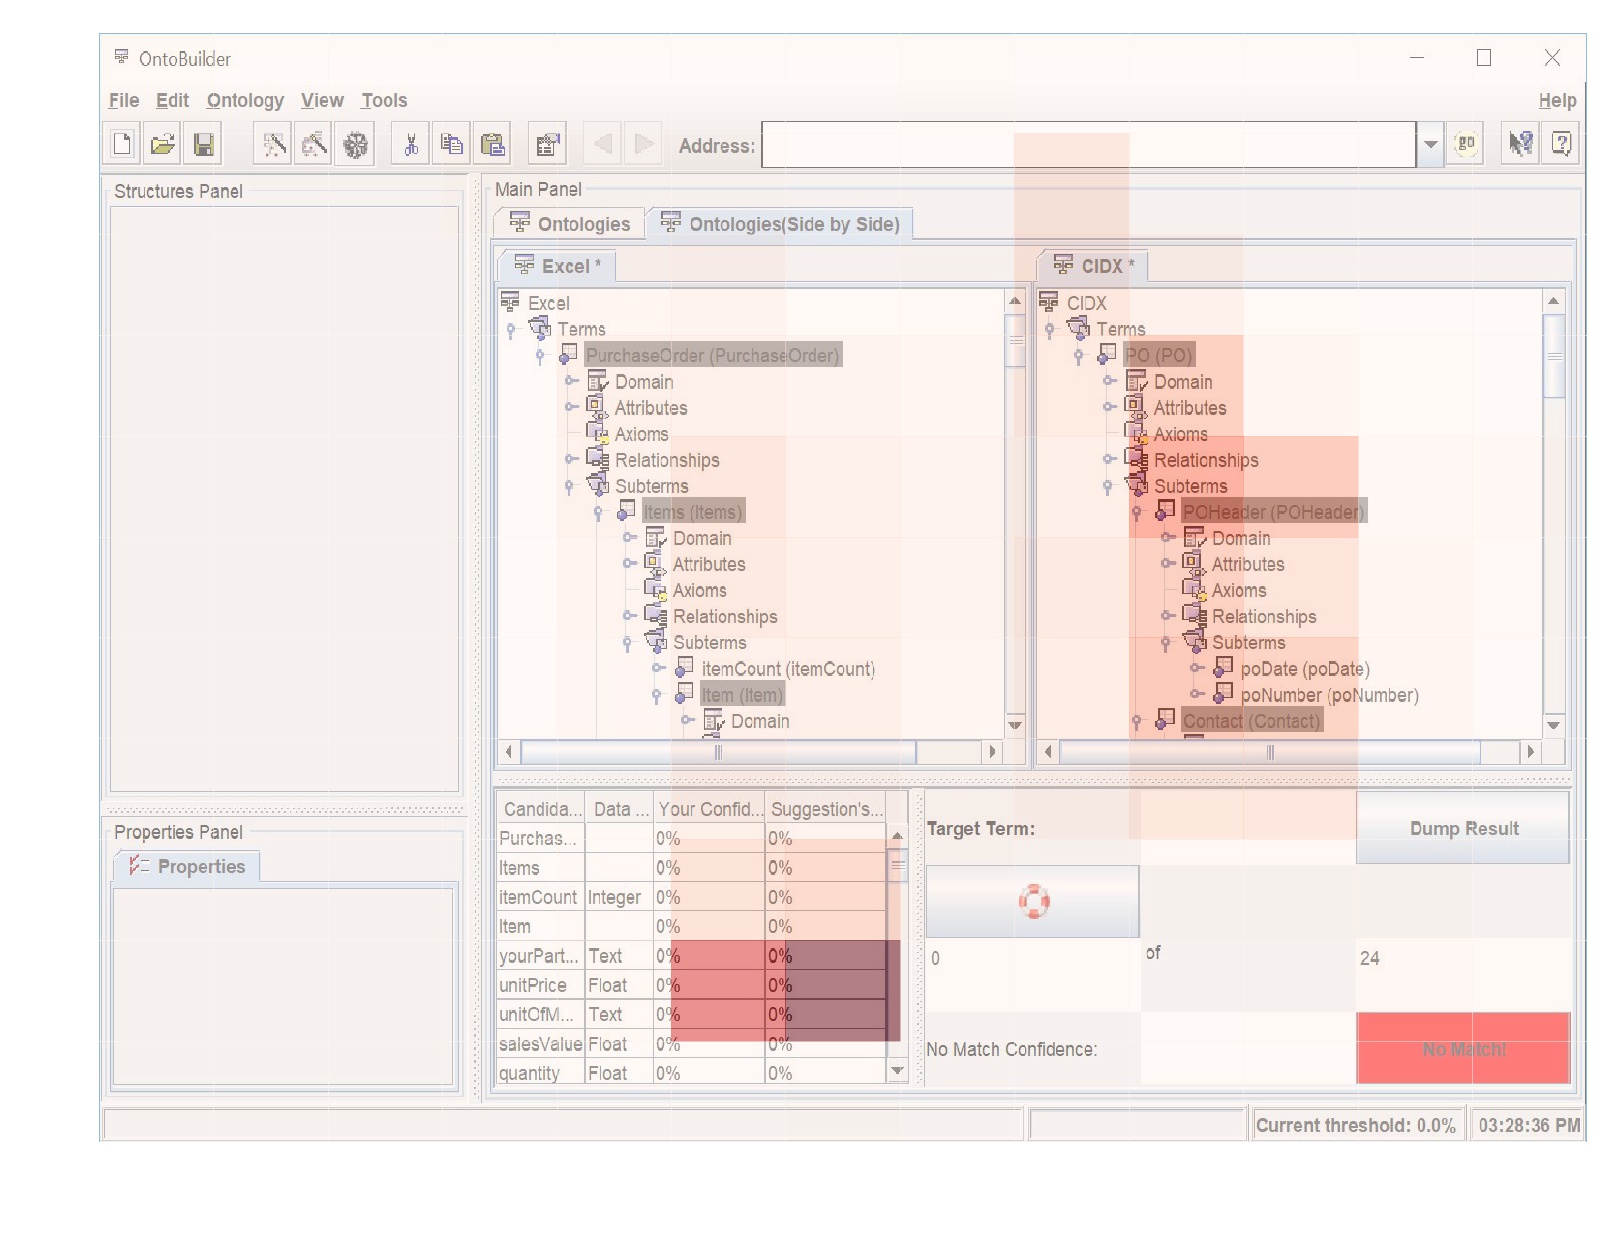 OntoBuilder
File Edit Ontology View Tools Help
Address: go
Structures Panel
Main Panel
Ontologies Ontologies(Side by Side)
Excel *
Excel
Terms
PurchaseOrder (PurchaseOrder)
Domain
Attributes
Axioms
Relationships
Subterms
Items (Items)
Domain
Attributes
Axioms
Relationships
Subterms
itemCount (itemCount)
Item (Item)
Domain
CIDX *
CIDX
Terms
PO (PO)
Domain
Attributes
Axioms
Relationships
Subterms
POHeader (POHeader)
Domain
Attributes
Axioms
Relationships
Subterms
poDate (poDate)
poNumber (poNumber)
Contact (Contact)
Properties Panel
Properties
Candida... Data ... Your Confid... Suggestion's...
Purchas... 0% 0%
Items 0% 0%
itemCount Integer 0% 0%
Item 0% 0%
yourPart... Text 0% 0%
unitPrice Float 0% 0%
unitOfM... Text 0% 0%
salesValue Float 0% 0%
quantity Float 0% 0%
Target Term: Dump Result
0 of 24
No Match Confidence: No Match!
Current threshold: 0.0% 03:28:36 PM